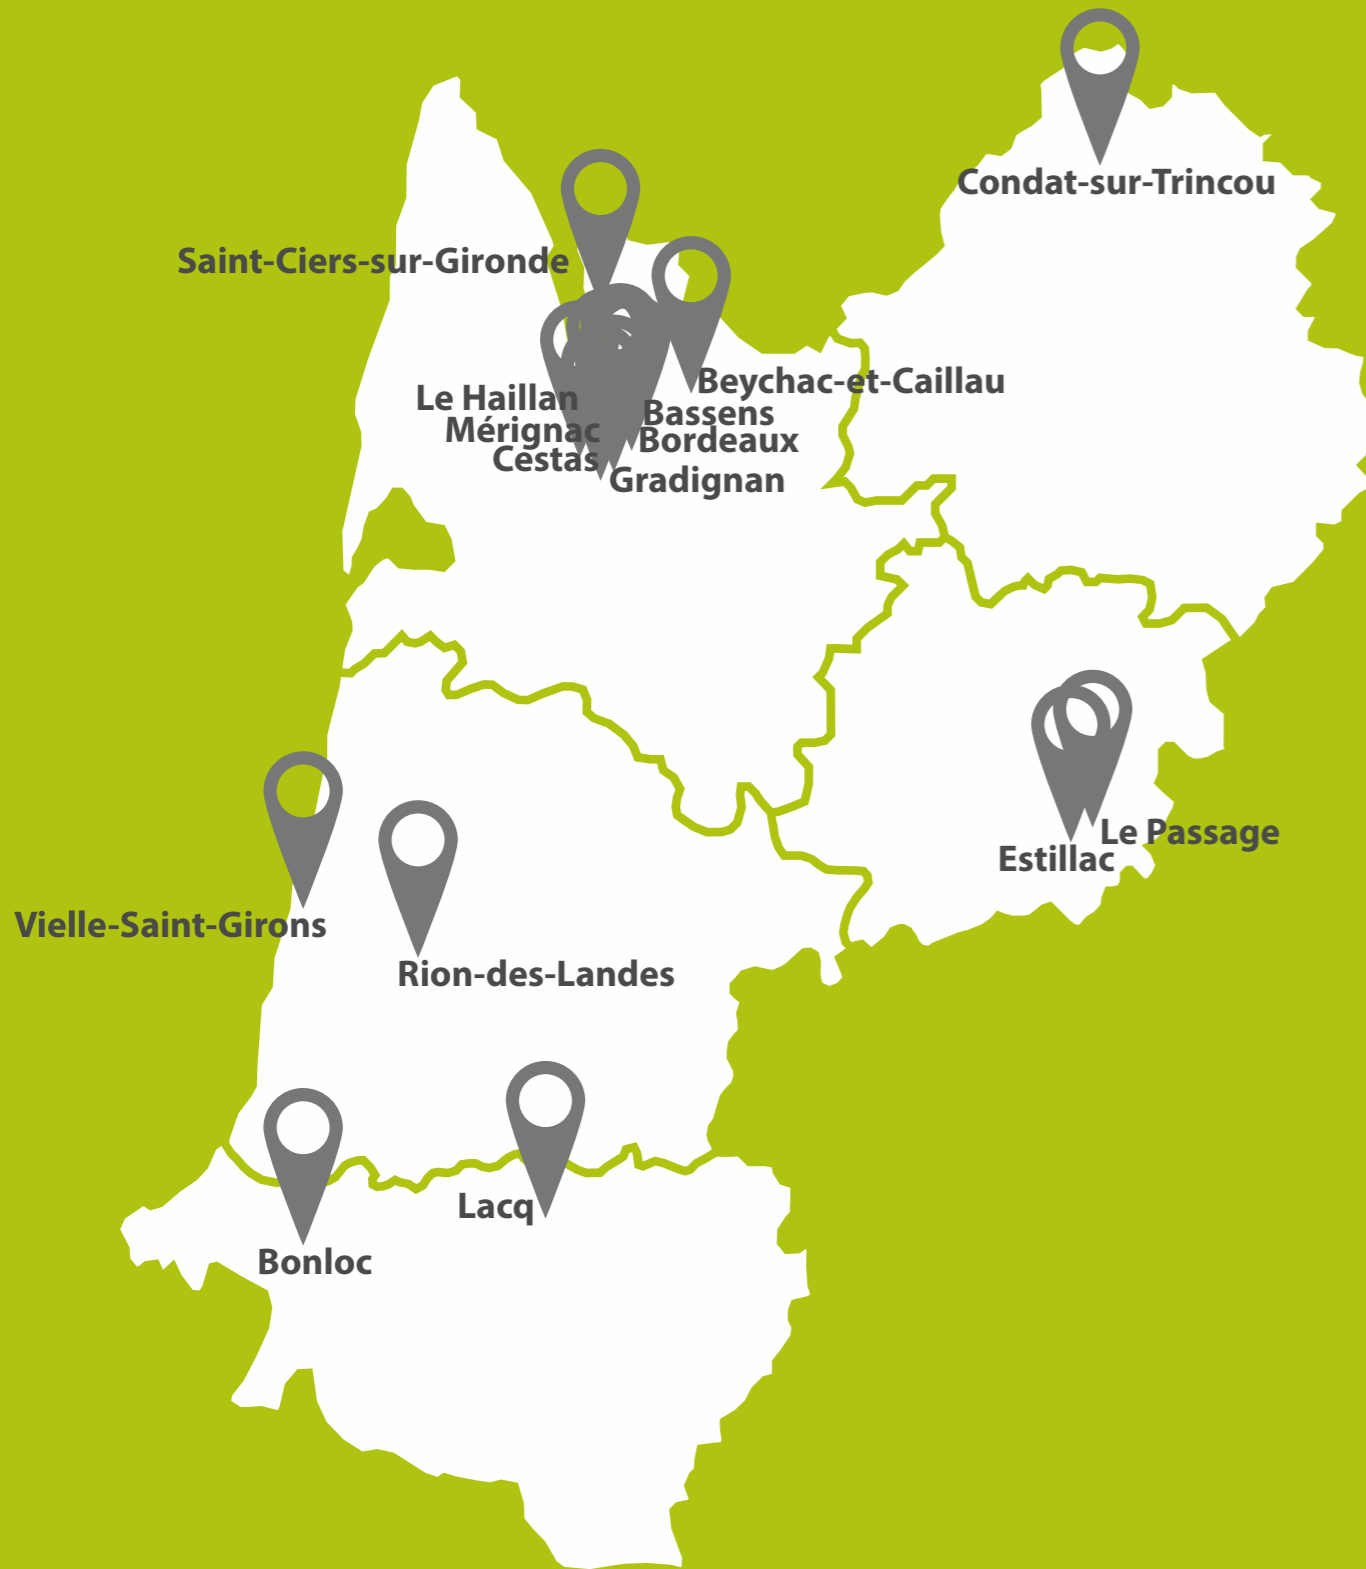 Condat-sur-Trincou
Saint-Ciers-sur-Gironde
Beychac-et-Caillau
Le Haillan
Bassens
Mérignac
Bordeaux
Cestas
Gradignan
Le Passage
Estillac
Vielle-Saint-Girons
Rion-des-Landes
Lacq
Bonloc